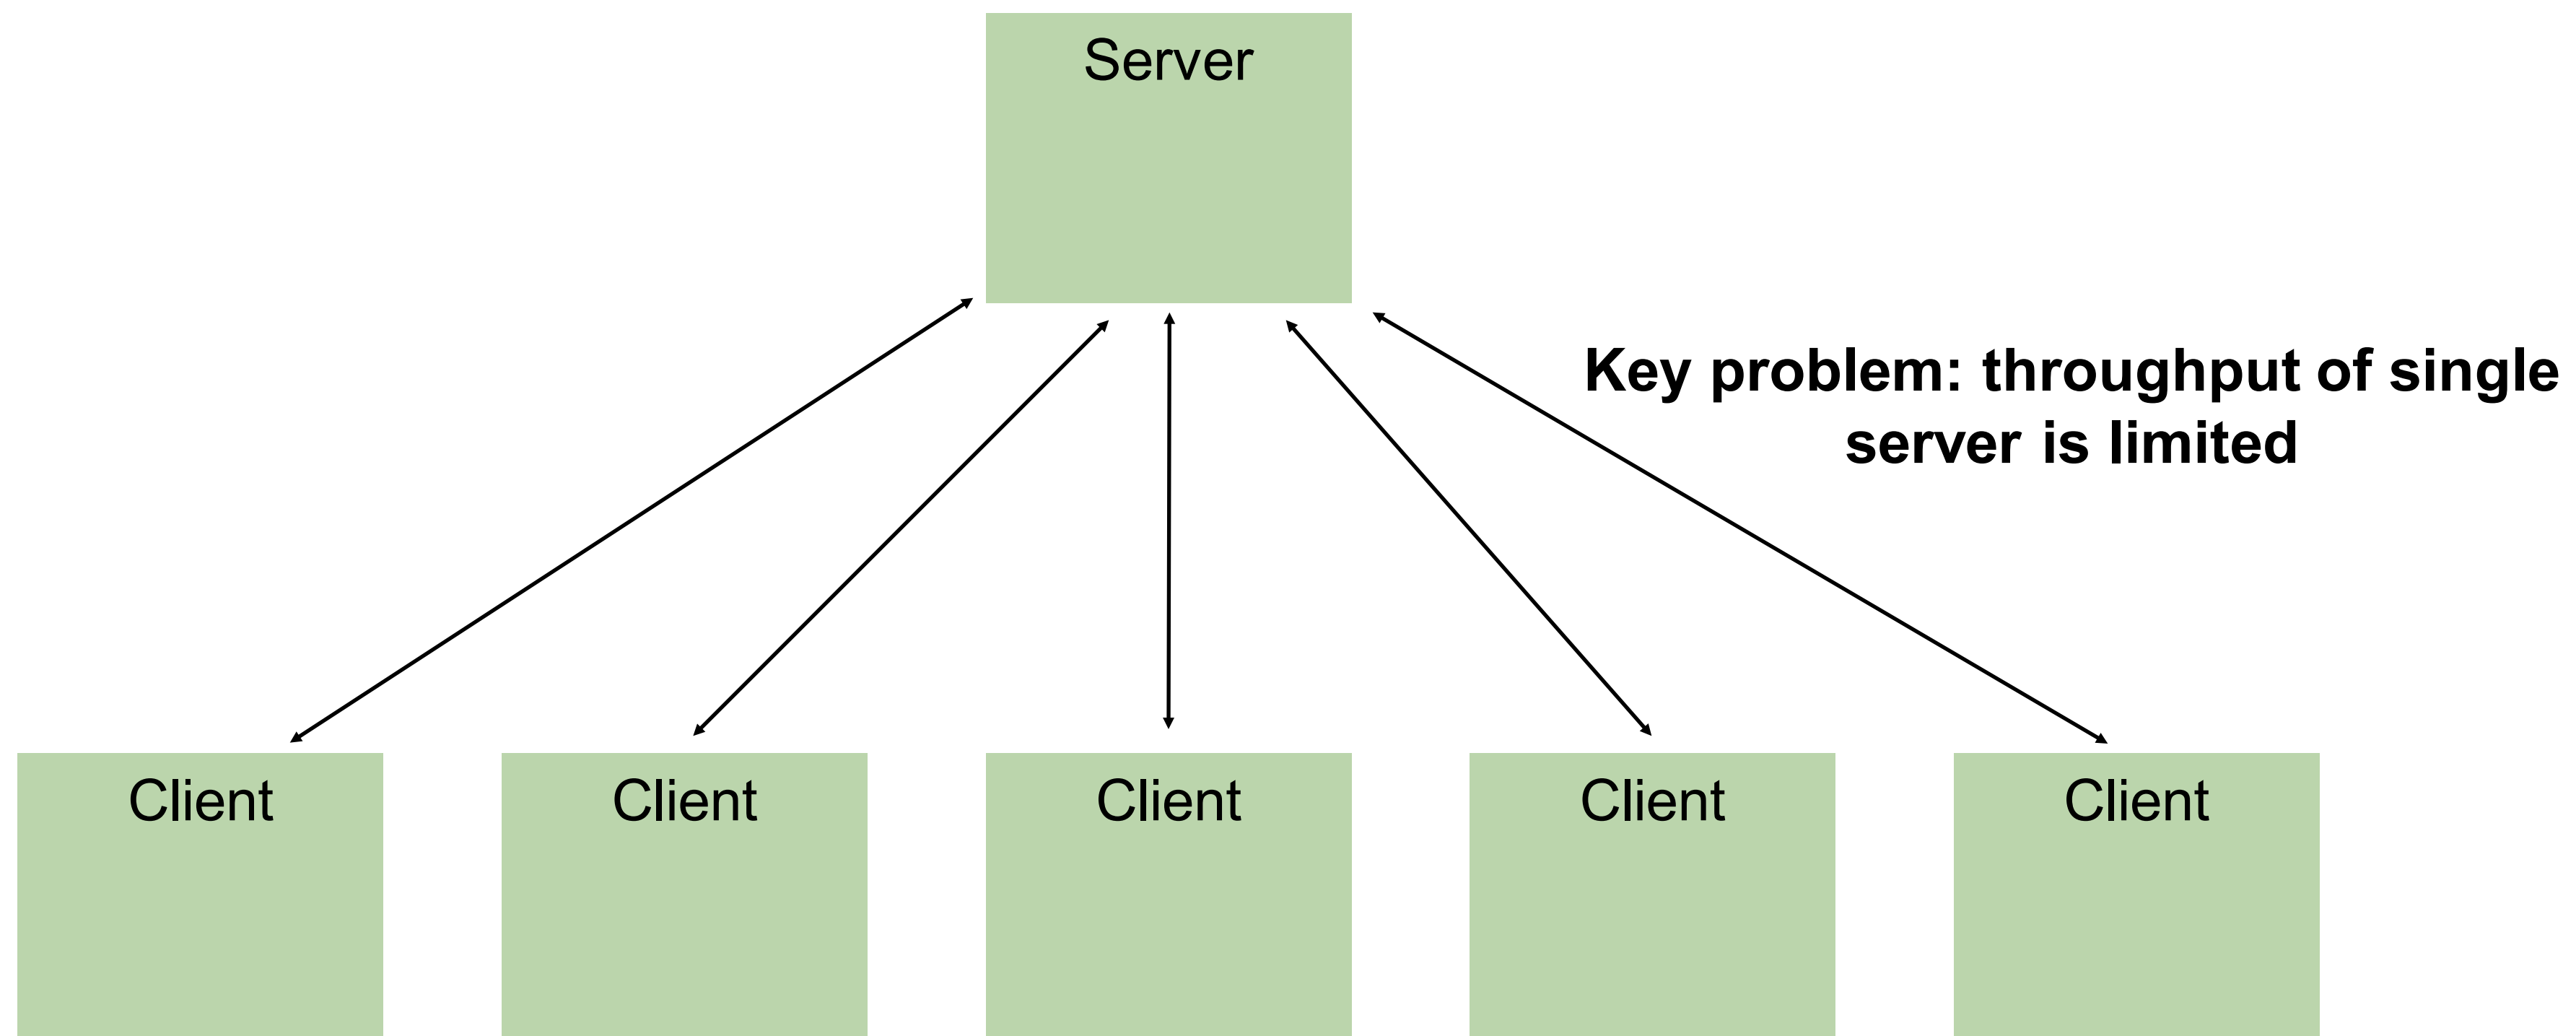 Server
Key problem: throughput of single
server is limited
Client
Client
Client
Client
Client